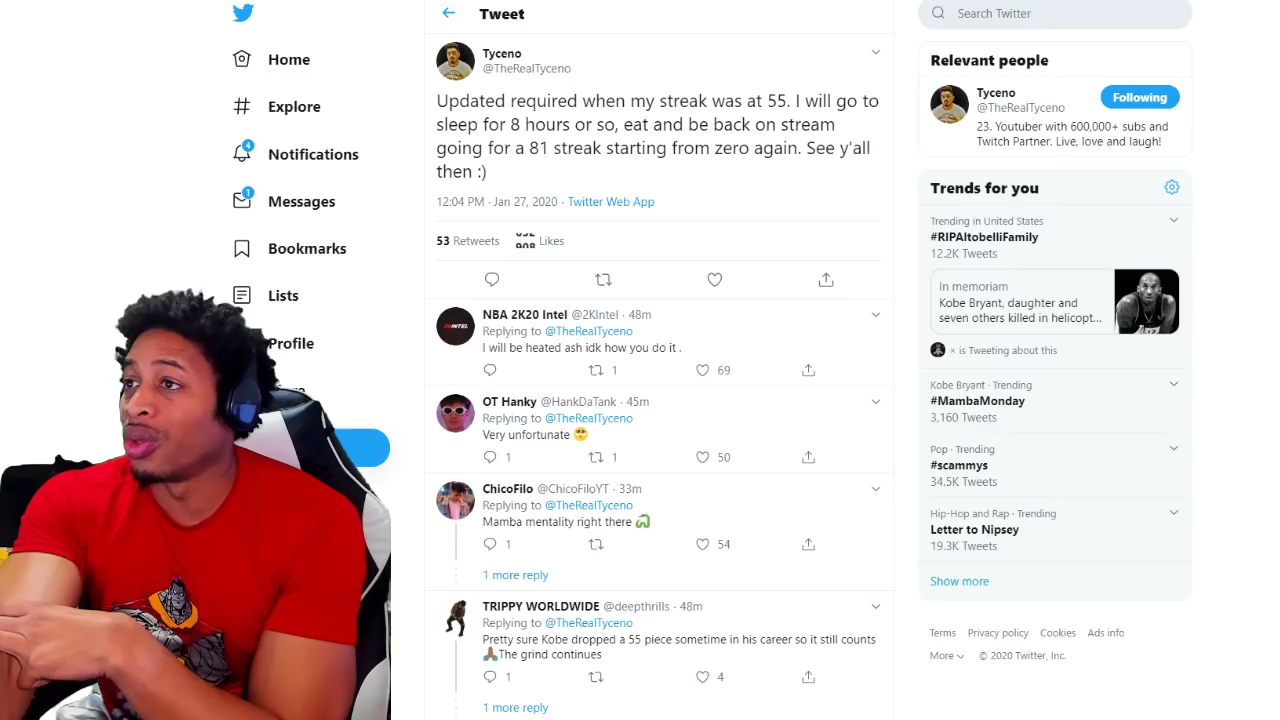 Home
Explore
4
Notifications
1
Messages
Bookmarks
Lists
Profile
Tweet
Tyceno
@TheRealTyceno
Updated required when my streak was at 55. I will go to
sleep for 8 hours or so, eat and be back on stream
going for a 81 streak starting from zero again. See y'all
then :)
12:04 PM · Jan 27, 2020 · Twitter Web App
53 Retweets Likes
NBA 2K20 Intel @2KIntel · 48m
Replying to @TheRealTyceno
I will be heated ash idk how you do it .
1 69
OT Hanky @HankDaTank · 45m
Replying to @TheRealTyceno
Very unfortunate 🥺
1 1 50
ChicoFilo @ChicoFiloYT · 33m
Replying to @TheRealTyceno
Mamba mentality right there 🐍
1 54
1 more reply
TRIPPY WORLDWIDE @deepthrills · 48m
Replying to @TheRealTyceno
Pretty sure Kobe dropped a 55 piece sometime in his career so it still counts
🙏🏾The grind continues
1 4
1 more reply
Search Twitter
Relevant people
Tyceno
@TheRealTyceno
Following
23. Youtuber with 600,000+ subs and
Twitch Partner. Live, love and laugh!
Trends for you
Trending in United States
#RIPAltobelliFamily
12.2K Tweets
In memoriam
Kobe Bryant, daughter and
seven others killed in helicopt...
× is Tweeting about this
Kobe Bryant · Trending
#MambaMonday
3,160 Tweets
Pop · Trending
#scammys
34.5K Tweets
Hip-Hop and Rap · Trending
Letter to Nipsey
19.3K Tweets
Show more
Terms Privacy policy Cookies Ads info
More © 2020 Twitter, Inc.